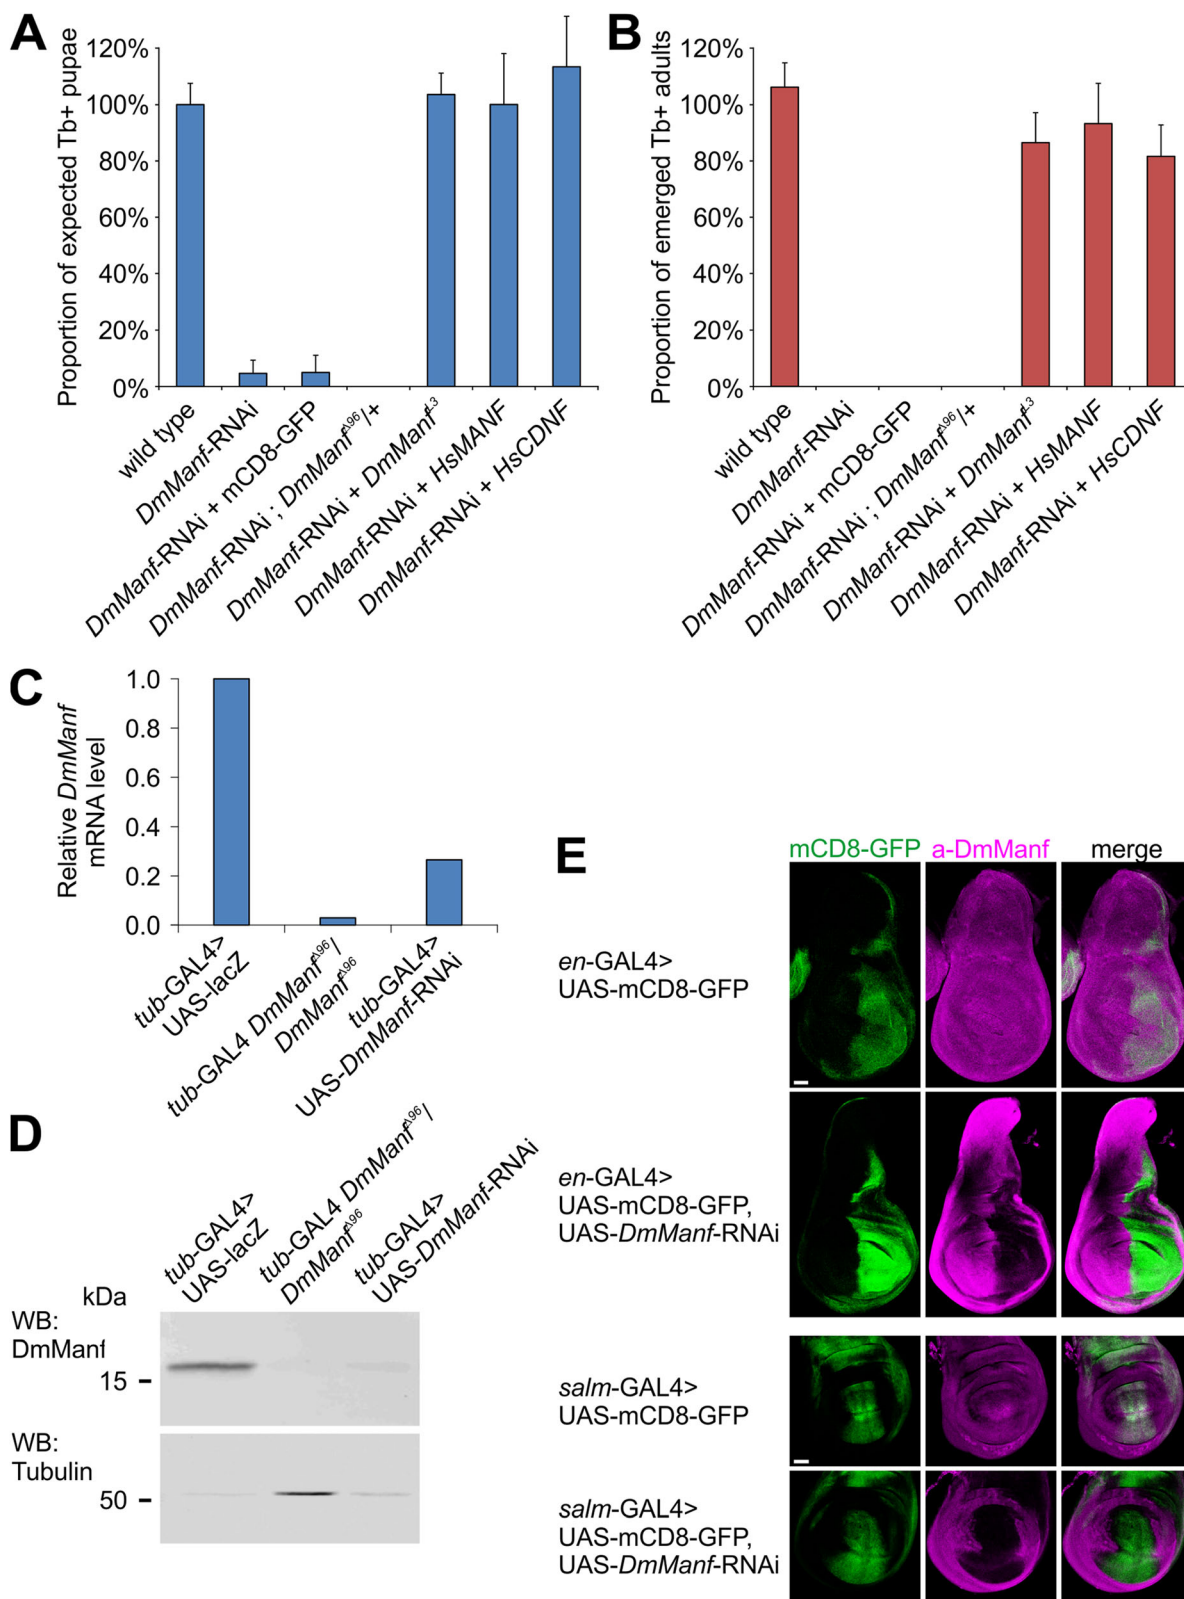 A
Proportion of expected Tb+ pupae
120%
100%
80%
60%
40%
20%
0%
wild type
DmManf-RNAi
DmManf-RNAi + mCD8-GFP
DmManf-RNAi ; DmManfΔ96/+
DmManf-RNAi + DmManfL3
DmManf-RNAi + HsMANF
DmManf-RNAi + HsCDNF
B
Proportion of emerged Tb+ adults
120%
100%
80%
60%
40%
20%
0%
wild type
DmManf-RNAi
DmManf-RNAi + mCD8-GFP
DmManf-RNAi ; DmManfΔ96/+
DmManf-RNAi + DmManfL3
DmManf-RNAi + HsMANF
DmManf-RNAi + HsCDNF
C
Relative DmManf
mRNA level
1.0
0.8
0.6
0.4
0.2
0.0
tub-GAL4>
UAS-lacZ
tub-GAL4 DmManfΔ96/
DmManfΔ96
tub-GAL4>
UAS-DmManf-RNAi
D
tub-GAL4>
UAS-lacZ
tub-GAL4 DmManfΔ96/
DmManfΔ96
tub-GAL4>
UAS-DmManf-RNAi
kDa
WB:
DmManf
15
WB:
Tubulin
50
E
mCD8-GFP a-DmManf merge
en-GAL4>
UAS-mCD8-GFP
en-GAL4>
UAS-mCD8-GFP,
UAS-DmManf-RNAi
salm-GAL4>
UAS-mCD8-GFP
salm-GAL4>
UAS-mCD8-GFP,
UAS-DmManf-RNAi